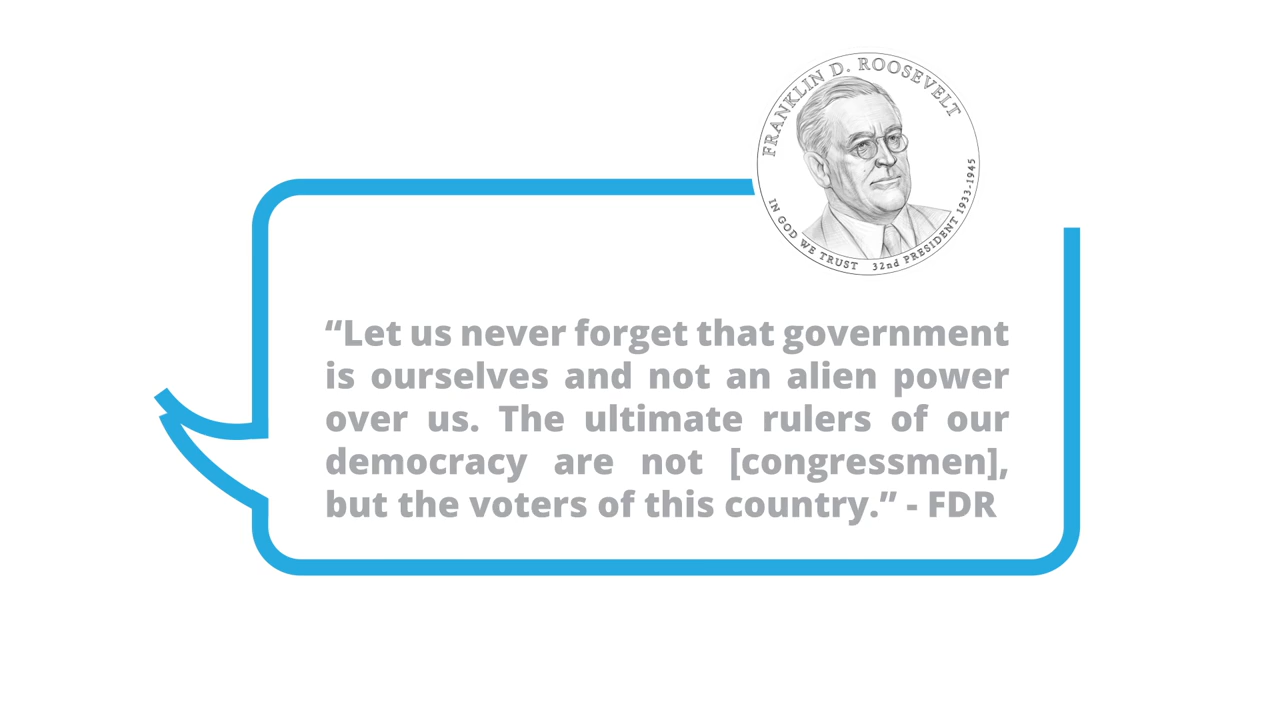 FRANKLIN D. ROOSEVELT
IN GOD WE TRUST 32nd PRESIDENT 1933-1945
“Let us never forget that government
is ourselves and not an alien power
over us. The ultimate rulers of our
democracy are not [congressmen],
but the voters of this country.” - FDR